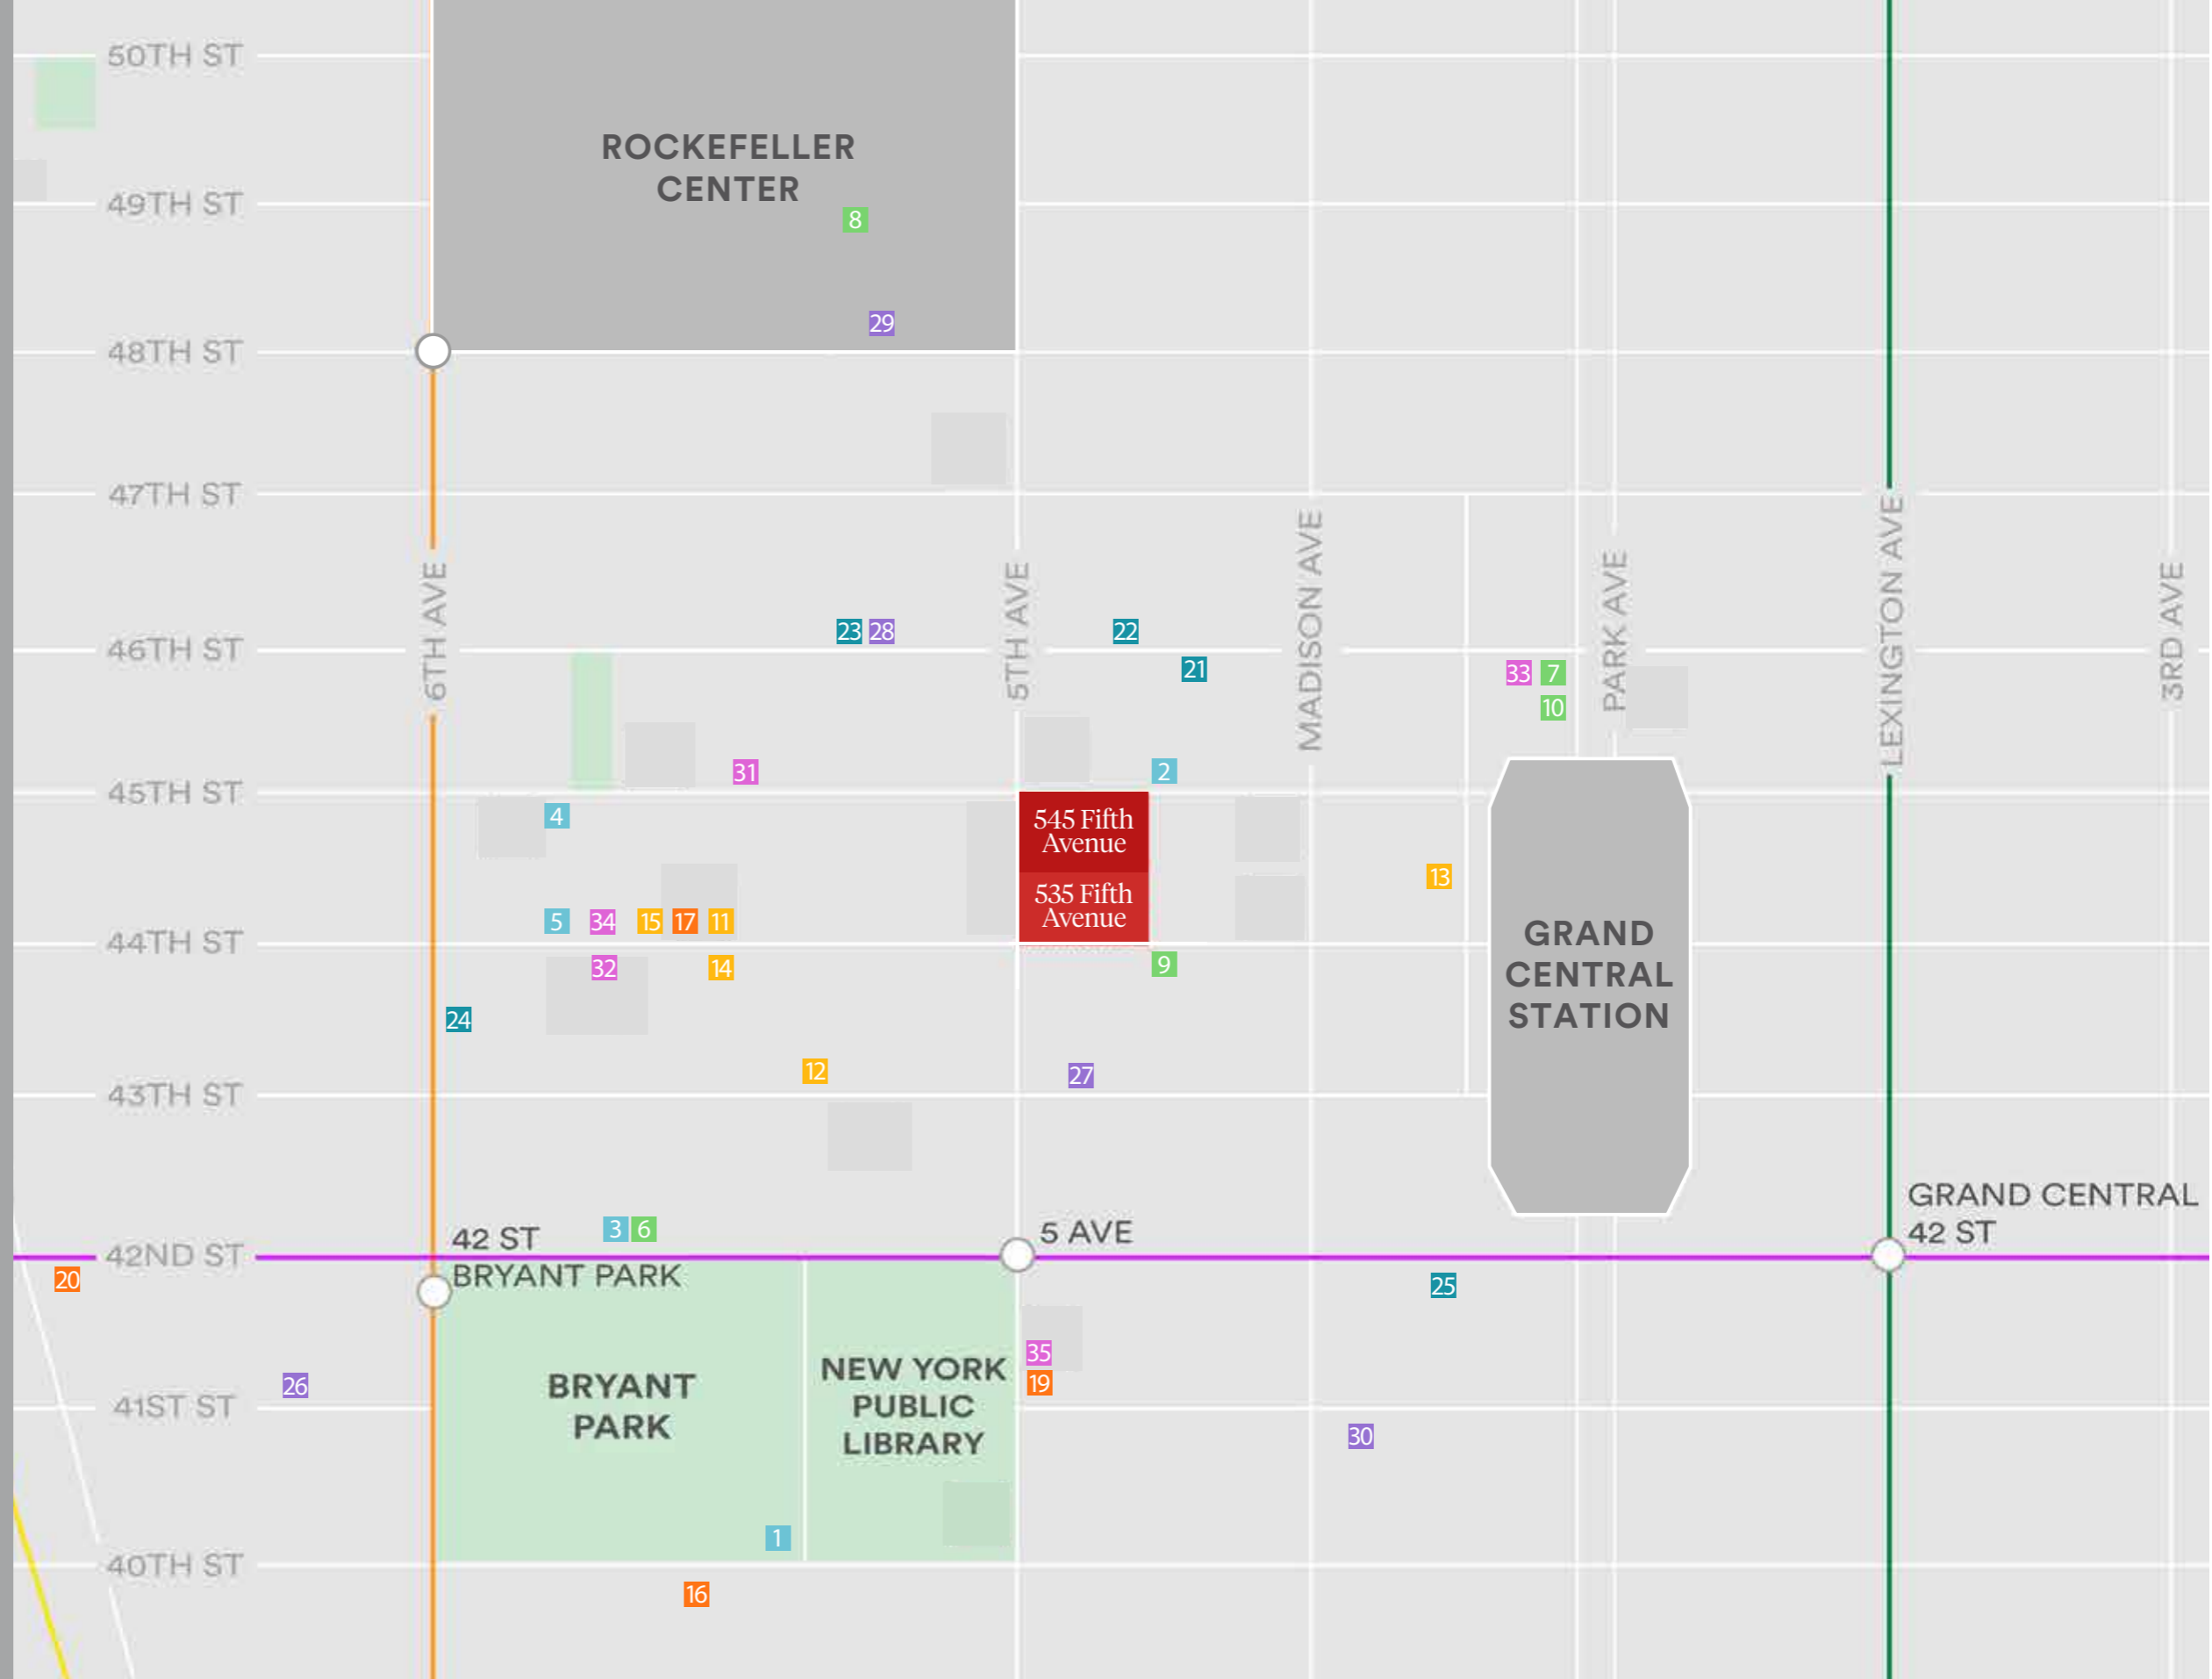 50TH ST
ROCKEFELLER
CENTER
49TH ST
8
29
48TH ST
47TH ST
6TH AVE
5TH AVE
MADISON AVE
PARK AVE
LEXINGTON AVE
3RD AVE
46TH ST
23 28
22
21
33 7
10
31
2
45TH ST
4
545 Fifth
Avenue
535 Fifth
Avenue
13
5 34 15 17 11
44TH ST
32
14
9
GRAND
CENTRAL
STATION
24
12
27
43TH ST
3 6
42 ST
5 AVE
GRAND CENTRAL
42 ST
42ND ST
BRYANT PARK
20
25
26
BRYANT
PARK
NEW YORK
PUBLIC
LIBRARY
35
19
41ST ST
30
1
40TH ST
16